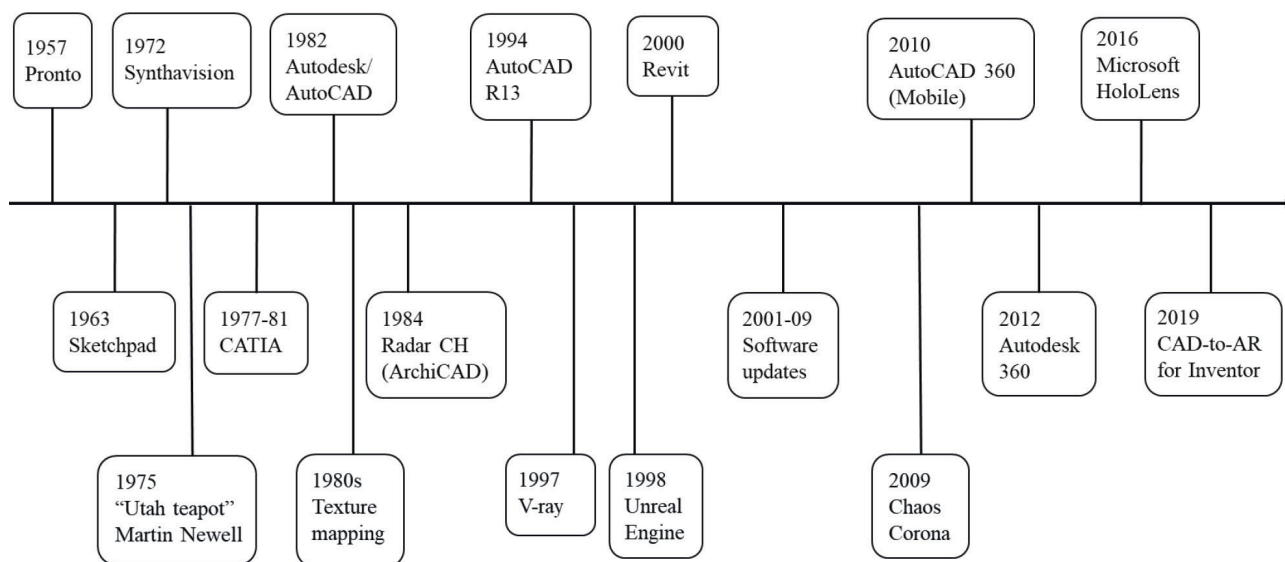 1957
Pronto
1972
Synthavision
1982
Autodesk/
AutoCAD
1994
AutoCAD
R13
2000
Revit
2010
AutoCAD 360
(Mobile)
2016
Microsoft
HoloLens
1963
Sketchpad
1977-81
CATIA
1984
Radar CH
(ArchiCAD)
2001-09
Software
updates
2012
Autodesk
360
2019
CAD-to-AR
for Inventor
1975
“Utah teapot”
Martin Newell
1980s
Texture
mapping
1997
V-ray
1998
Unreal
Engine
2009
Chaos
Corona